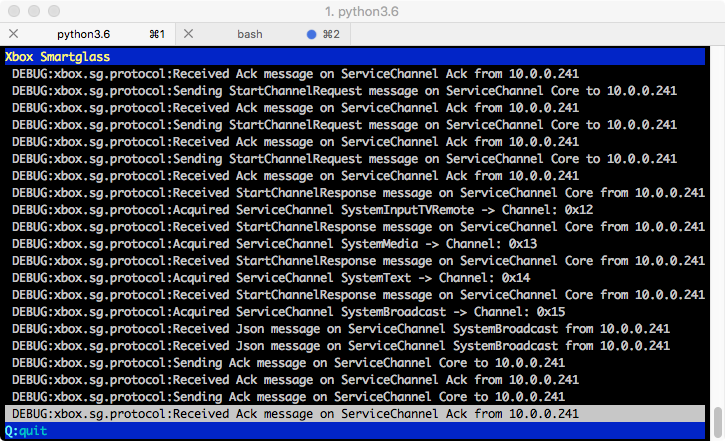 1. python3.6
python3.6 ⌘1 bash ⌘2
Xbox Smartglass
DEBUG:xbox.sg.protocol:Received Ack message on ServiceChannel Ack from 10.0.0.241
DEBUG:xbox.sg.protocol:Sending StartChannelRequest message on ServiceChannel Core to 10.0.0.241
DEBUG:xbox.sg.protocol:Received Ack message on ServiceChannel Ack from 10.0.0.241
DEBUG:xbox.sg.protocol:Sending StartChannelRequest message on ServiceChannel Core to 10.0.0.241
DEBUG:xbox.sg.protocol:Received Ack message on ServiceChannel Ack from 10.0.0.241
DEBUG:xbox.sg.protocol:Sending StartChannelRequest message on ServiceChannel Core to 10.0.0.241
DEBUG:xbox.sg.protocol:Received Ack message on ServiceChannel Ack from 10.0.0.241
DEBUG:xbox.sg.protocol:Received StartChannelResponse message on ServiceChannel Core from 10.0.0.241
DEBUG:xbox.sg.protocol:Acquired ServiceChannel SystemInputTVRemote -> Channel: 0x12
DEBUG:xbox.sg.protocol:Received StartChannelResponse message on ServiceChannel Core from 10.0.0.241
DEBUG:xbox.sg.protocol:Acquired ServiceChannel SystemMedia -> Channel: 0x13
DEBUG:xbox.sg.protocol:Received StartChannelResponse message on ServiceChannel Core from 10.0.0.241
DEBUG:xbox.sg.protocol:Acquired ServiceChannel SystemText -> Channel: 0x14
DEBUG:xbox.sg.protocol:Received StartChannelResponse message on ServiceChannel Core from 10.0.0.241
DEBUG:xbox.sg.protocol:Acquired ServiceChannel SystemBroadcast -> Channel: 0x15
DEBUG:xbox.sg.protocol:Received Json message on ServiceChannel SystemBroadcast from 10.0.0.241
DEBUG:xbox.sg.protocol:Received Json message on ServiceChannel SystemBroadcast from 10.0.0.241
DEBUG:xbox.sg.protocol:Sending Ack message on ServiceChannel Core to 10.0.0.241
DEBUG:xbox.sg.protocol:Received Ack message on ServiceChannel Ack from 10.0.0.241
DEBUG:xbox.sg.protocol:Sending Ack message on ServiceChannel Core to 10.0.0.241
DEBUG:xbox.sg.protocol:Received Ack message on ServiceChannel Ack from 10.0.0.241
Q:quit